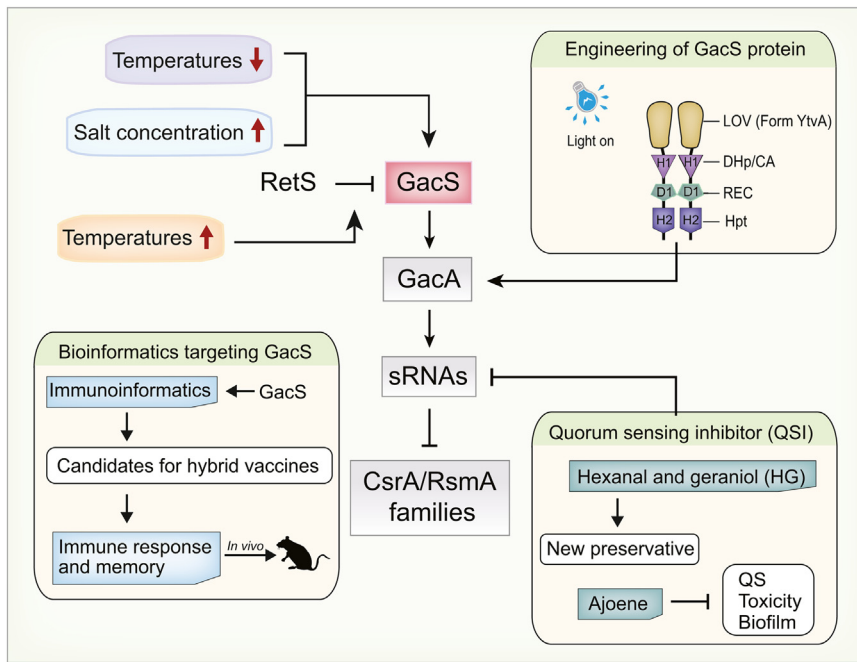 Temperatures
Salt concentration
RetS
GacS
Temperatures
GacA
sRNAs
CsrA/RsmA
families
Engineering of GacS protein
Light on
LOV (Form YtvA)
H1 H1
DHp/CA
D1 D1
REC
H2 H2
Hpt
Bioinformatics targeting GacS
Immunoinformatics
GacS
Candidates for hybrid vaccines
Immune response
and memory
In vivo
Quorum sensing inhibitor (QSI)
Hexanal and geraniol (HG)
New preservative
Ajoene
QS
Toxicity
Biofilm